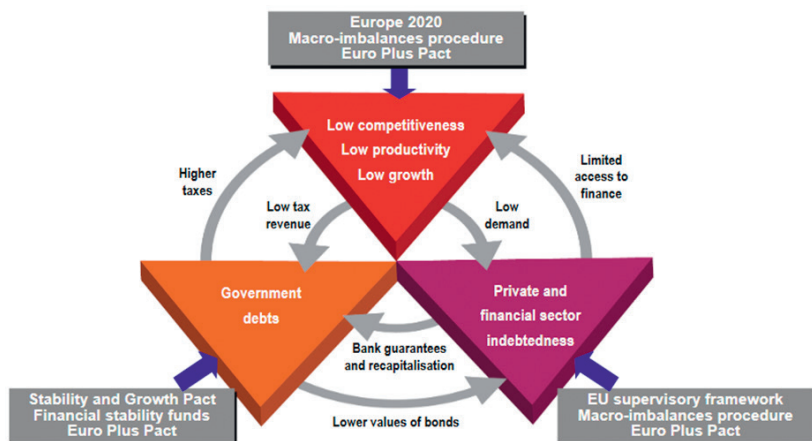 Europe 2020
Macro-imbalances procedure
Euro Plus Pact
Low competitiveness
Low productivity
Low growth
Higher
taxes
Limited
access to
finance
Low tax
revenue
Low
demand
Government
debts
Private and
financial sector
indebtedness
Bank guarantees
and recapitalisation
Stability and Growth Pact
Financial stability funds
Euro Plus Pact
Lower values of bonds
EU supervisory framework
Macro-imbalances procedure
Euro Plus Pact